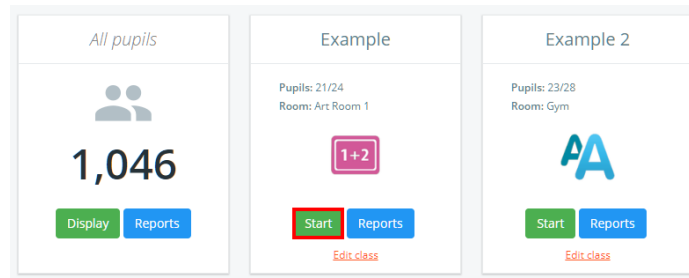 All pupils
1,046
Display Reports
Example
Pupils: 21/24
Room: Art Room 1
1+2
Start Reports
Edit class
Example 2
Pupils: 23/28
Room: Gym
AA
Start Reports
Edit class